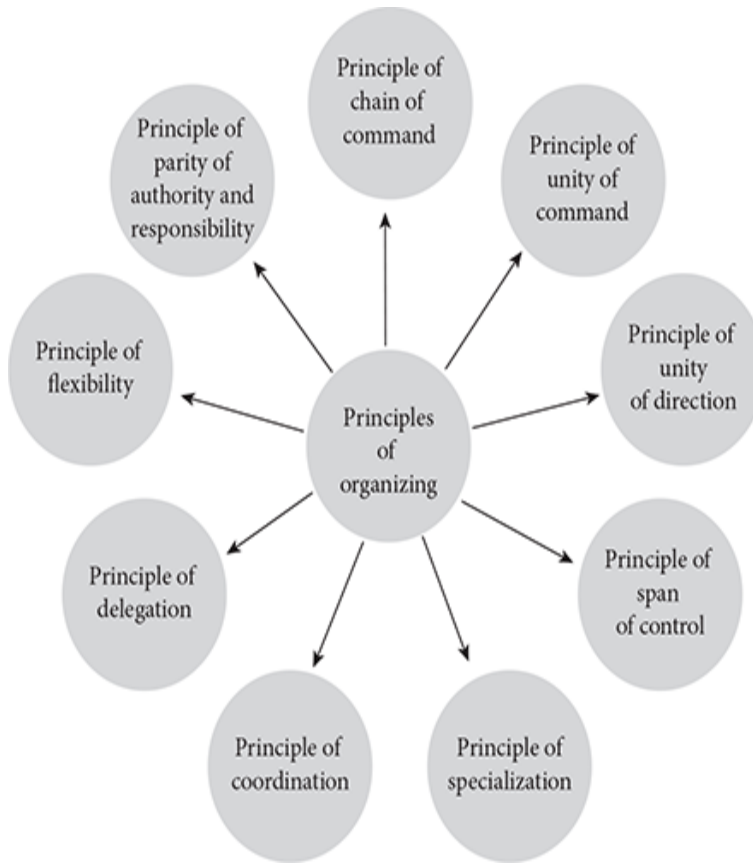 Principle of
chain of
command
Principle of
unity of
command
Principle of
unity
of direction
Principle of
span
of control
Principle of
specialization
Principle of
coordination
Principle of
delegation
Principle of
flexibility
Principle of
parity of
authority and
responsibility
Principles
of
organizing